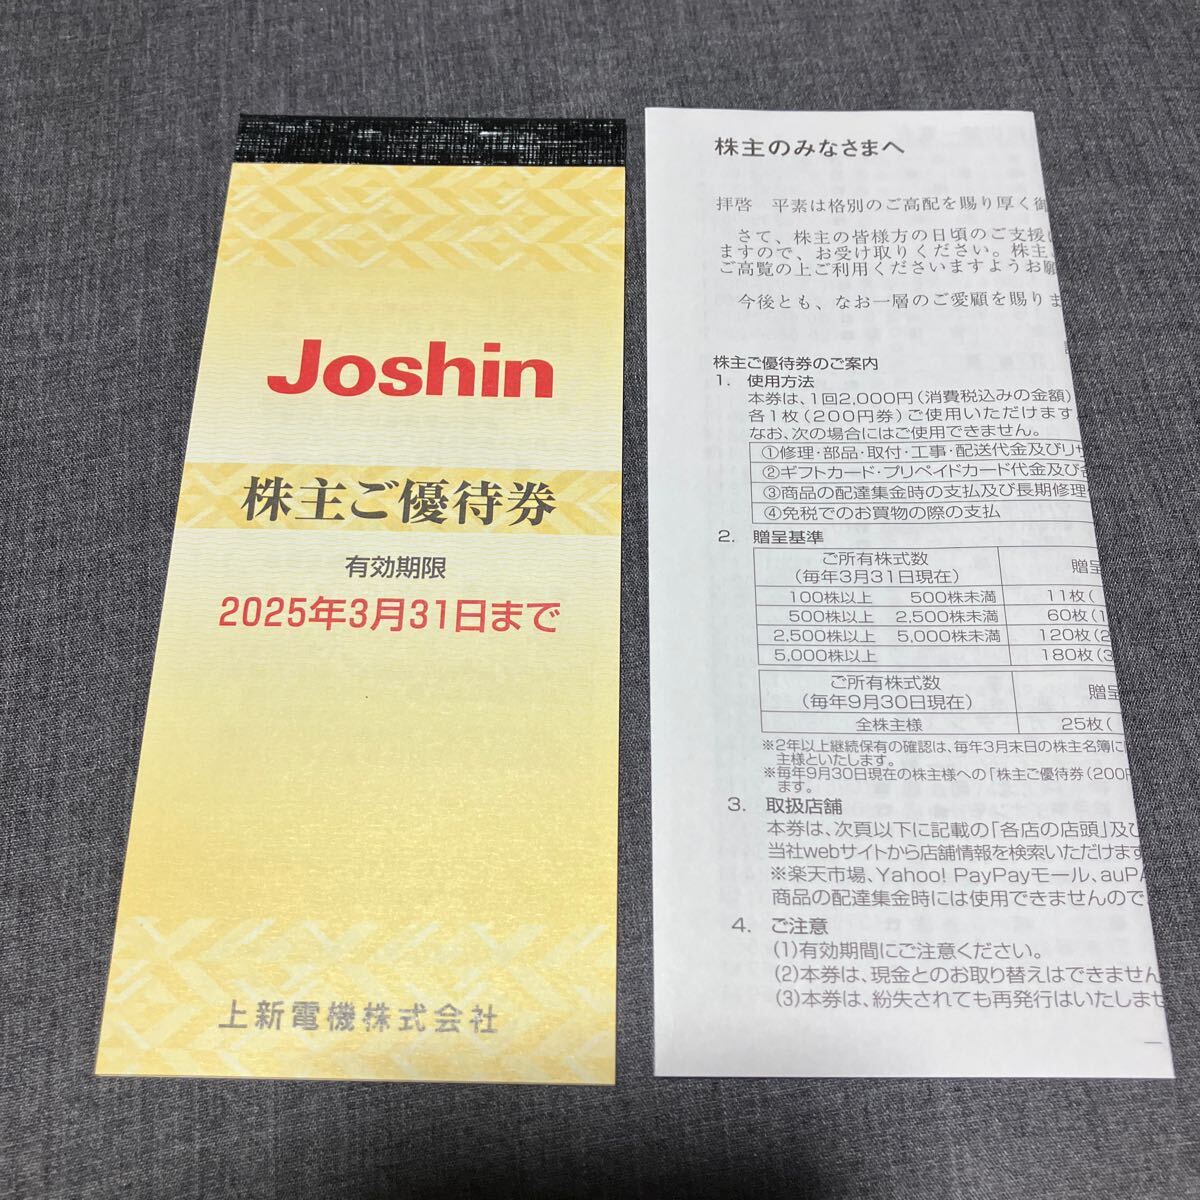 Joshin
株主ご優待券
有効期限
2025年3月31日まで
上新電機株式会社
株主のみなさまへ
拝啓　平素は格別のご高配を賜り厚く御
さて、株主の皆様方の日頃のご支援に
ますので、お受け取りください。株主
ご高覧の上ご利用くださいますようお願
今後とも、なお一層のご愛顧を賜りま
株主ご優待券のご案内
1. 使用方法
本券は、1回2,000円(消費税込みの金額)
各1枚(200円券)ご使用いただけます
なお、次の場合にはご使用できません。
①修理・部品・取付・工事・配送代金及びリサ
②ギフトカード・プリペイドカード代金及び
③商品の配達集金時の支払及び長期修理
④免税でのお買物の際の支払
2. 贈呈基準
ご所有株式数
(毎年3月31日現在) 贈呈
100株以上 500株未満 11枚(
500株以上 2,500株未満 60枚(1
2,500株以上 5,000株未満 120枚(2
5,000株以上 180枚(3
ご所有株式数
(毎年9月30日現在) 贈呈
全株主様 25枚(
※2年以上継続保有の確認は、毎年3月末日の株主名簿に
主様といたします。
※毎年9月30日現在の株主様への「株主ご優待券(200円
ます。
3. 取扱店舗
本券は、次頁以下に記載の「各店の店頭」及び
当社webサイトから店舗情報を検索いただけます
※楽天市場、Yahoo! PayPayモール、auPA
商品の配達集金時には使用できませんので
4. ご注意
(1)有効期間にご注意ください。
(2)本券は、現金とのお取り替えはできません
(3)本券は、紛失されても再発行はいたしませ